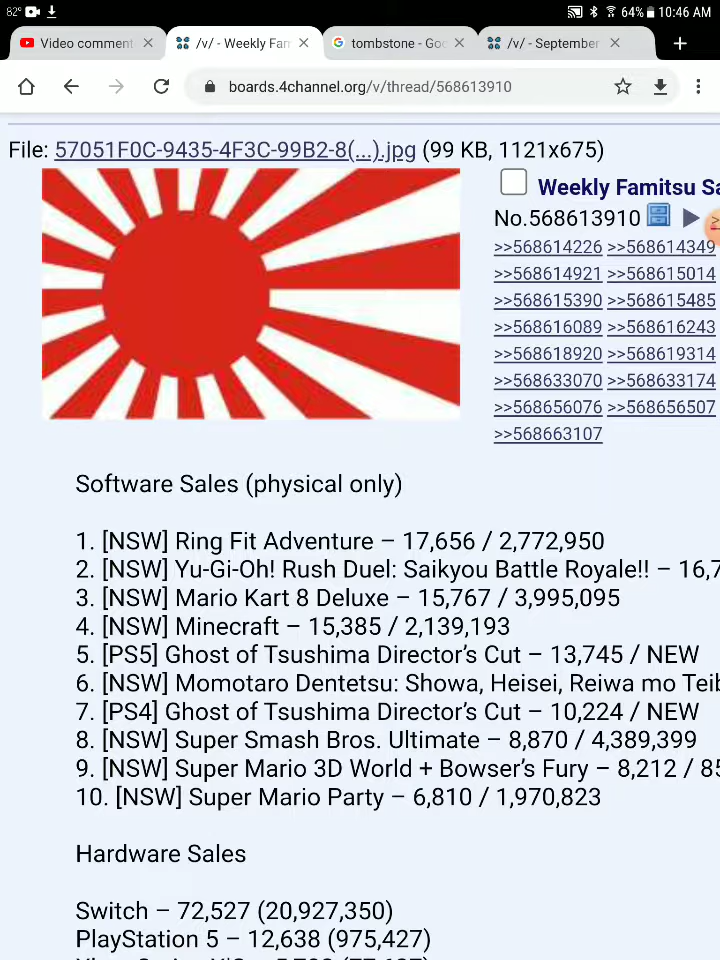 82°
64% 10:46 AM
Video comment
/v/ - Weekly Fam
tombstone - Goo
/v/ - September
boards.4channel.org/v/thread/568613910
File: 57051F0C-9435-4F3C-99B2-8(...).jpg (99 KB, 1121x675)
Weekly Famitsu Sa
No.568613910
>>568614226 >>568614349
>>568614921 >>568615014
>>568615390 >>568615485
>>568616089 >>568616243
>>568618920 >>568619314
>>568633070 >>568633174
>>568656076 >>568656507
>>568663107
Software Sales (physical only)
1. [NSW] Ring Fit Adventure – 17,656 / 2,772,950
2. [NSW] Yu-Gi-Oh! Rush Duel: Saikyou Battle Royale!! – 16,7
3. [NSW] Mario Kart 8 Deluxe – 15,767 / 3,995,095
4. [NSW] Minecraft – 15,385 / 2,139,193
5. [PS5] Ghost of Tsushima Director’s Cut – 13,745 / NEW
6. [NSW] Momotaro Dentetsu: Showa, Heisei, Reiwa mo Teib
7. [PS4] Ghost of Tsushima Director’s Cut – 10,224 / NEW
8. [NSW] Super Smash Bros. Ultimate – 8,870 / 4,389,399
9. [NSW] Super Mario 3D World + Bowser’s Fury – 8,212 / 85
10. [NSW] Super Mario Party – 6,810 / 1,970,823
Hardware Sales
Switch – 72,527 (20,927,350)
PlayStation 5 – 12,638 (975,427)